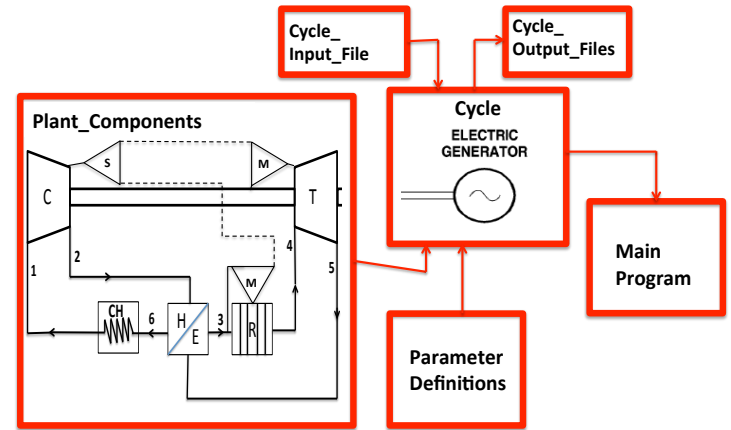 Cycle_
Input_File
Cycle_
Output_Files
Plant_Components
S
M
C
T
1
2
4
5
M
CH
6
H
E
3
R
Cycle
ELECTRIC
GENERATOR
Main
Program
Parameter
Definitions